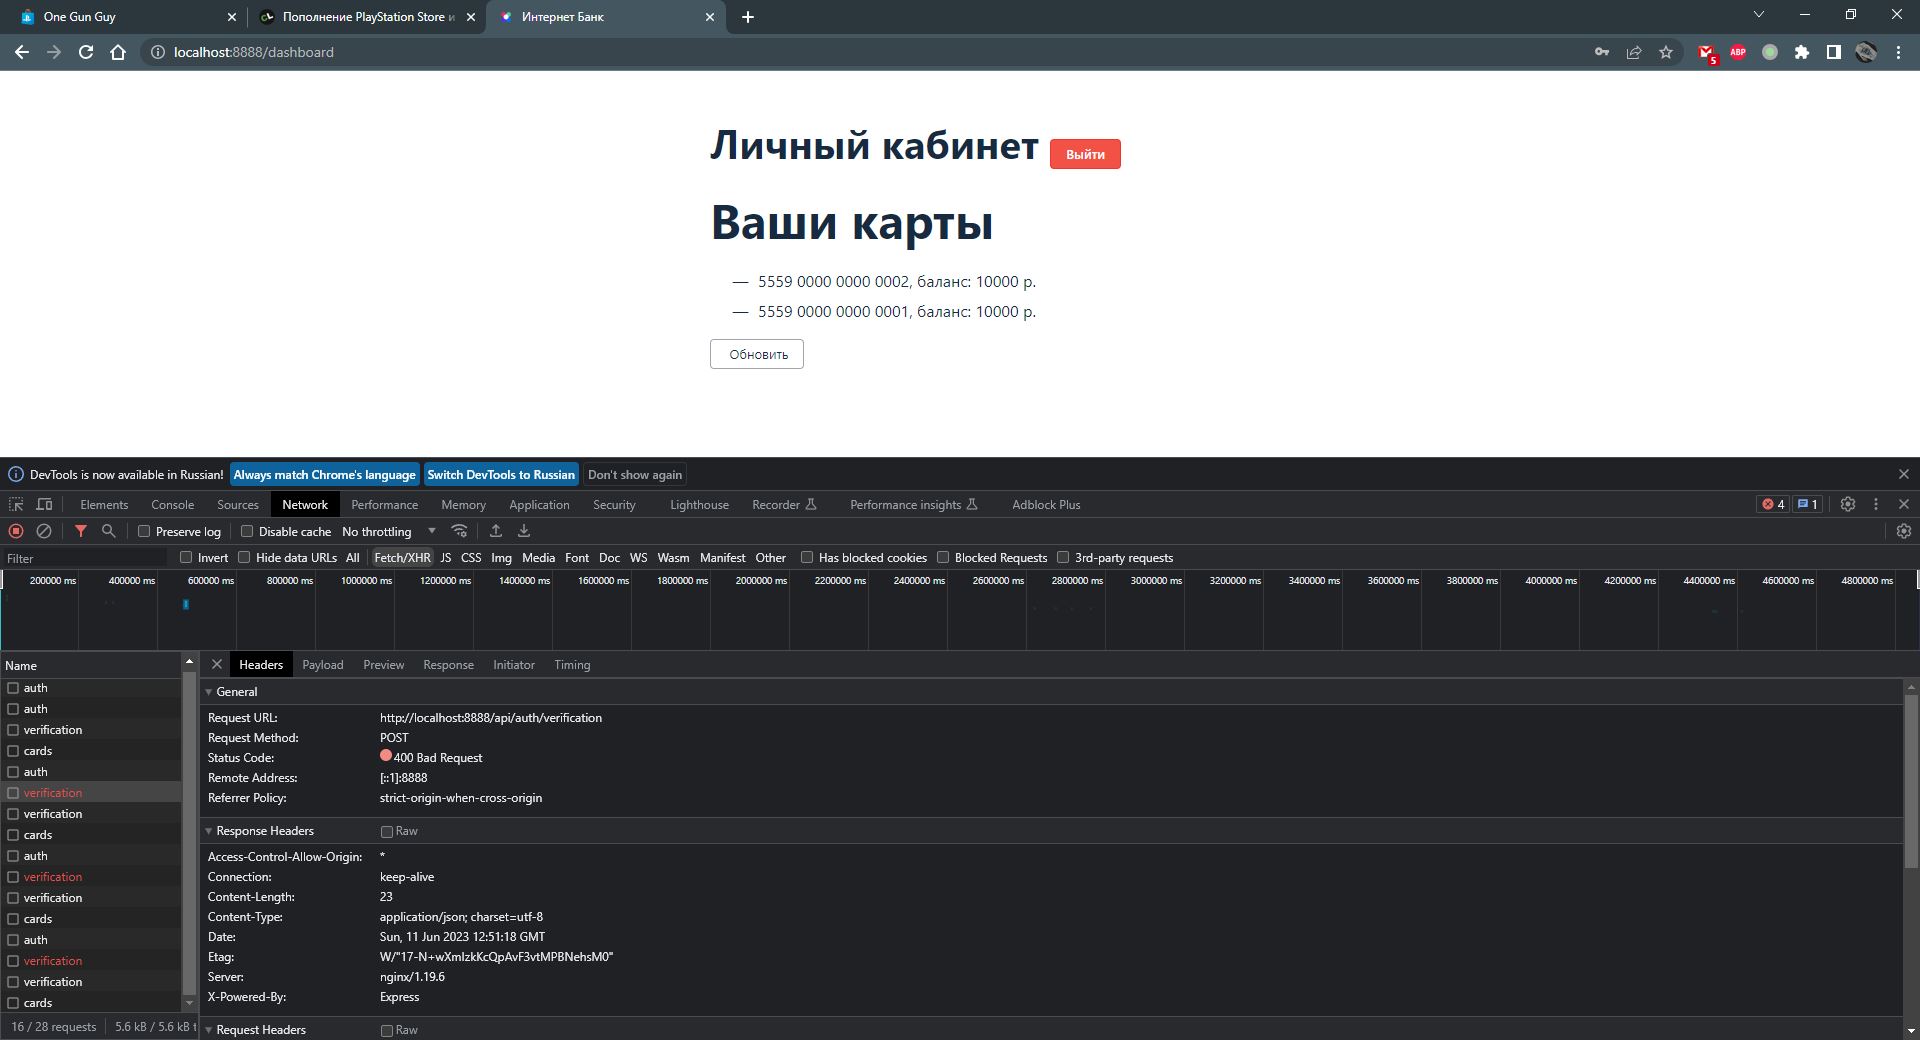 One Gun Guy
Пополнение PlayStation Store и
Интернет Банк
localhost:8888/dashboard
5
ABP
Личный кабинет
Выйти
Ваши карты
— 5559 0000 0000 0002, баланс: 10000 р.
— 5559 0000 0000 0001, баланс: 10000 р.
Обновить
DevTools is now available in Russian! Always match Chrome's language Switch DevTools to Russian Don't show again
Elements Console Sources Network Performance Memory Application Security Lighthouse Recorder Performance insights Adblock Plus 4 1
Preserve log Disable cache No throttling
Filter Invert Hide data URLs All Fetch/XHR JS CSS Img Media Font Doc WS Wasm Manifest Other Has blocked cookies Blocked Requests 3rd-party requests
200000 ms 400000 ms 600000 ms 800000 ms 1000000 ms 1200000 ms 1400000 ms 1600000 ms 1800000 ms 2000000 ms 2200000 ms 2400000 ms 2600000 ms 2800000 ms 3000000 ms 3200000 ms 3400000 ms 3600000 ms 3800000 ms 4000000 ms 4200000 ms 4400000 ms 4600000 ms 4800000 ms
Name
auth
auth
verification
cards
auth
verification
verification
cards
auth
verification
verification
cards
auth
verification
verification
cards
16 / 28 requests 5.6 kB / 5.6 kB t
Headers Payload Preview Response Initiator Timing
General
Request URL: http://localhost:8888/api/auth/verification
Request Method: POST
Status Code: 400 Bad Request
Remote Address: [::1]:8888
Referrer Policy: strict-origin-when-cross-origin
Response Headers Raw
Access-Control-Allow-Origin: *
Connection: keep-alive
Content-Length: 23
Content-Type: application/json; charset=utf-8
Date: Sun, 11 Jun 2023 12:51:18 GMT
Etag: W/"17-N+wXmIzkKcQpAvF3vtMPBNehsM0"
Server: nginx/1.19.6
X-Powered-By: Express
Request Headers Raw